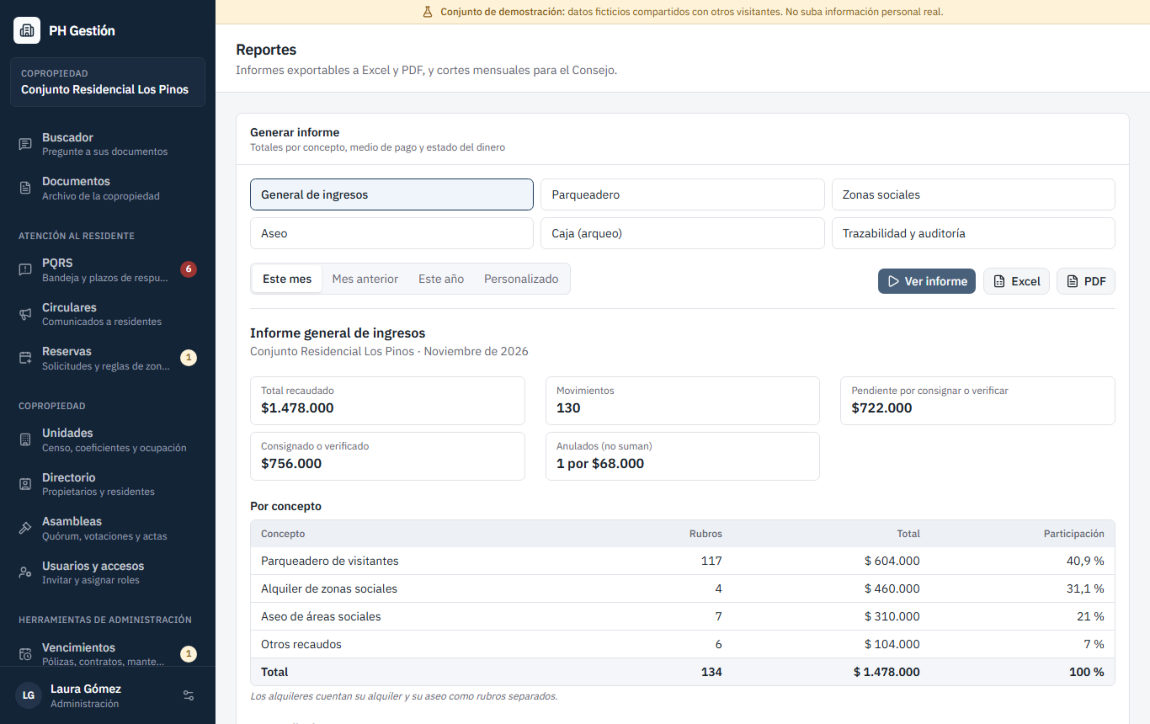 PH Gestión
COPROPIEDAD
Conjunto Residencial Los Pinos
Buscador
Pregunte a sus documentos
Documentos
Archivo de la copropiedad
ATENCIÓN AL RESIDENTE
PQRS
Bandeja y plazos de respu...
6
Circulares
Comunicados a residentes
Reservas
Solicitudes y reglas de zon...
1
COPROPIEDAD
Unidades
Censo, coeficientes y ocupación
Directorio
Propietarios y residentes
Asambleas
Quórum, votaciones y actas
Usuarios y accesos
Invitar y asignar roles
HERRAMIENTAS DE ADMINISTRACIÓN
Vencimientos
Pólizas, contratos, mante...
1
LG
Laura Gómez
Administración
Conjunto de demostración: datos ficticios compartidos con otros visitantes. No suba información personal real.
Reportes
Informes exportables a Excel y PDF, y cortes mensuales para el Consejo.
Generar informe
Totales por concepto, medio de pago y estado del dinero
General de ingresos Parqueadero Zonas sociales
Aseo Caja (arqueo) Trazabilidad y auditoría
Este mes Mes anterior Este año Personalizado Ver informe Excel PDF
Informe general de ingresos
Conjunto Residencial Los Pinos · Noviembre de 2026
Total recaudado
$1.478.000
Movimientos
130
Pendiente por consignar o verificar
$722.000
Consignado o verificado
$756.000
Anulados (no suman)
1 por $68.000
Por concepto
Concepto Rubros Total Participación
Parqueadero de visitantes 117 $ 604.000 40,9 %
Alquiler de zonas sociales 4 $ 460.000 31,1 %
Aseo de áreas sociales 7 $ 310.000 21 %
Otros recaudos 6 $ 104.000 7 %
Total 134 $ 1.478.000 100 %
Los alquileres cuentan su alquiler y su aseo como rubros separados.